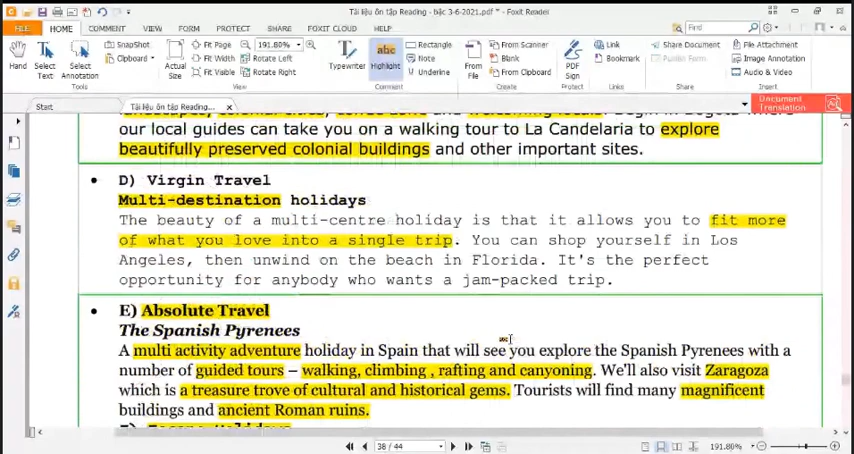 Tài liệu ôn tập Reading - bậc 3-6-2021.pdf * - Foxit Reader
FILE HOME COMMENT VIEW FORM PROTECT SHARE FOXIT CLOUD HELP Find
SnapShot Fit Page 191.80% Rectangle From Scanner Link Share Document File Attachment
Clipboard Fit Width Rotate Left Note Blank Bookmark Image Annotation
Fit Visible Rotate Right Underline From Clipboard Audio & Video
Hand Select Text Select Annotation Actual Size Typewriter abc Highlight From File PDF Sign
Tools View Comment Create Protect Links Share Insert
Start Tài liệu ôn tập Reading... × Document Translation
our local guides can take you on a walking tour to La Candelaria to explore
beautifully preserved colonial buildings and other important sites.
• D) Virgin Travel
Multi-destination holidays
The beauty of a multi-centre holiday is that it allows you to fit more
of what you love into a single trip. You can shop yourself in Los
Angeles, then unwind on the beach in Florida. It's the perfect
opportunity for anybody who wants a jam-packed trip.
• E) Absolute Travel
The Spanish Pyrenees
A multi activity adventure holiday in Spain that will see you explore the Spanish Pyrenees with a
number of guided tours – walking, climbing , rafting and canyoning. We'll also visit Zaragoza
which is a treasure trove of cultural and historical gems. Tourists will find many magnificent
buildings and ancient Roman ruins.
38 / 44 191.80%